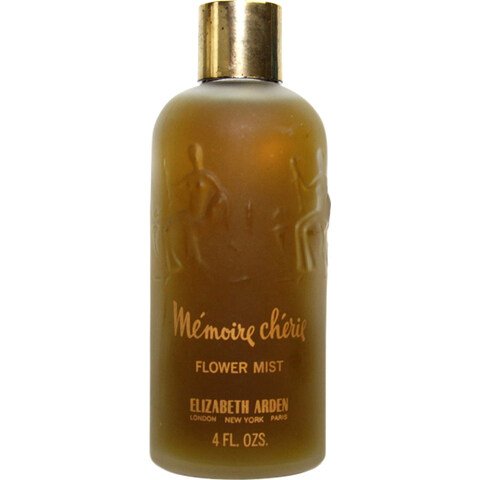 Mémoire chérie
FLOWER MIST
ELIZABETH ARDEN
LONDON NEW YORK PARIS
4 FL. OZS.